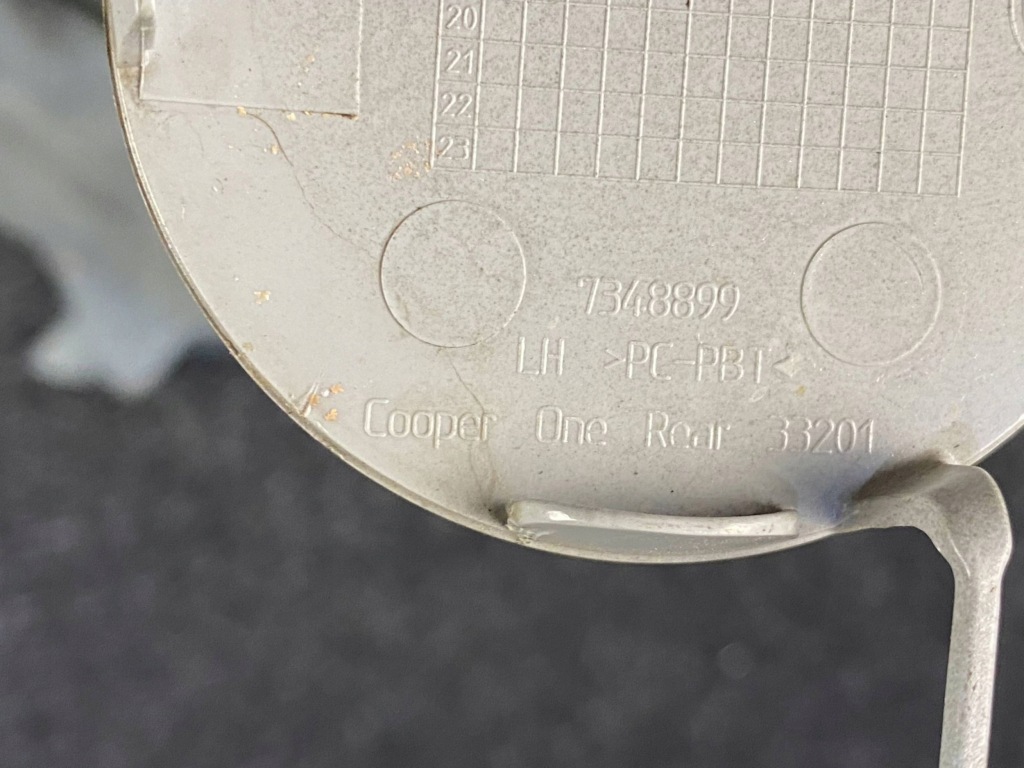 20
21
22
23
7348899
LH >PC-PBT<
Cooper One Rear 33201